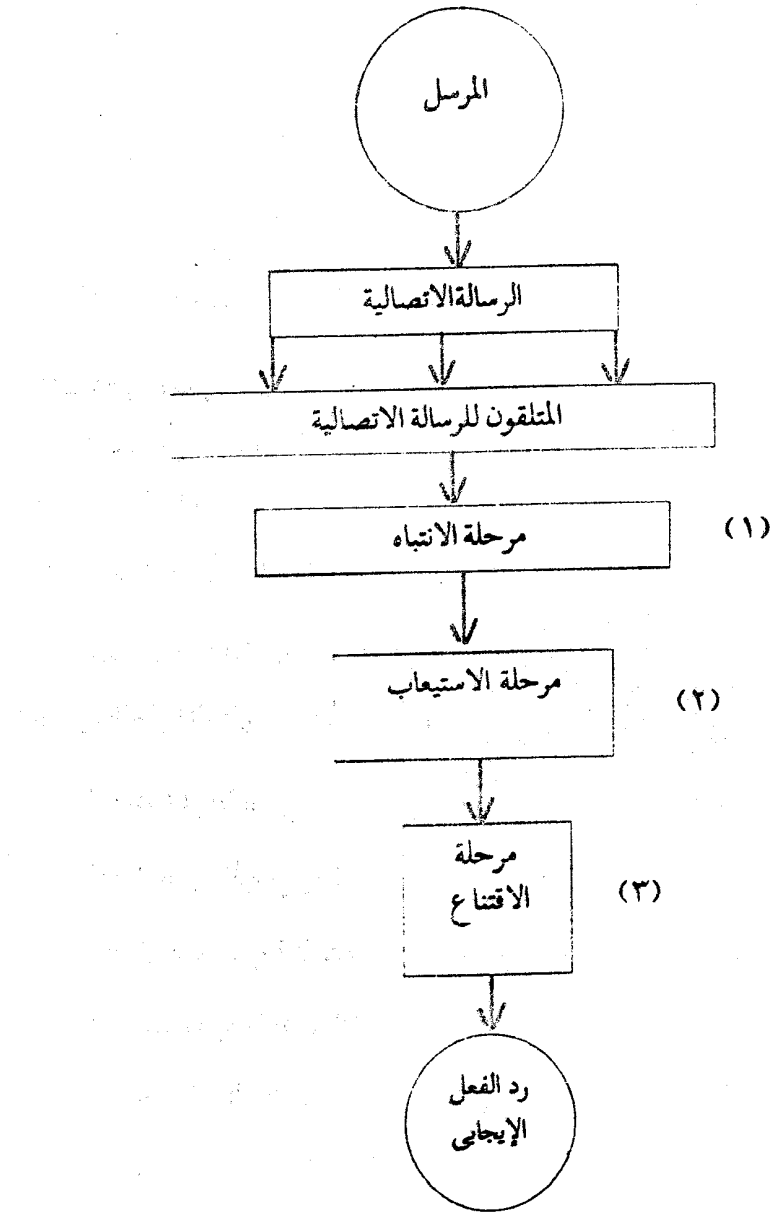 المرسل
الرسالة الاتصالية
المتلقون للرسالة الاتصالية
(١) مرحلة الانتباه
(٢) مرحلة الاستيعاب
مرحلة
(٣) الاقتناع
رد الفعل
الإيجابى